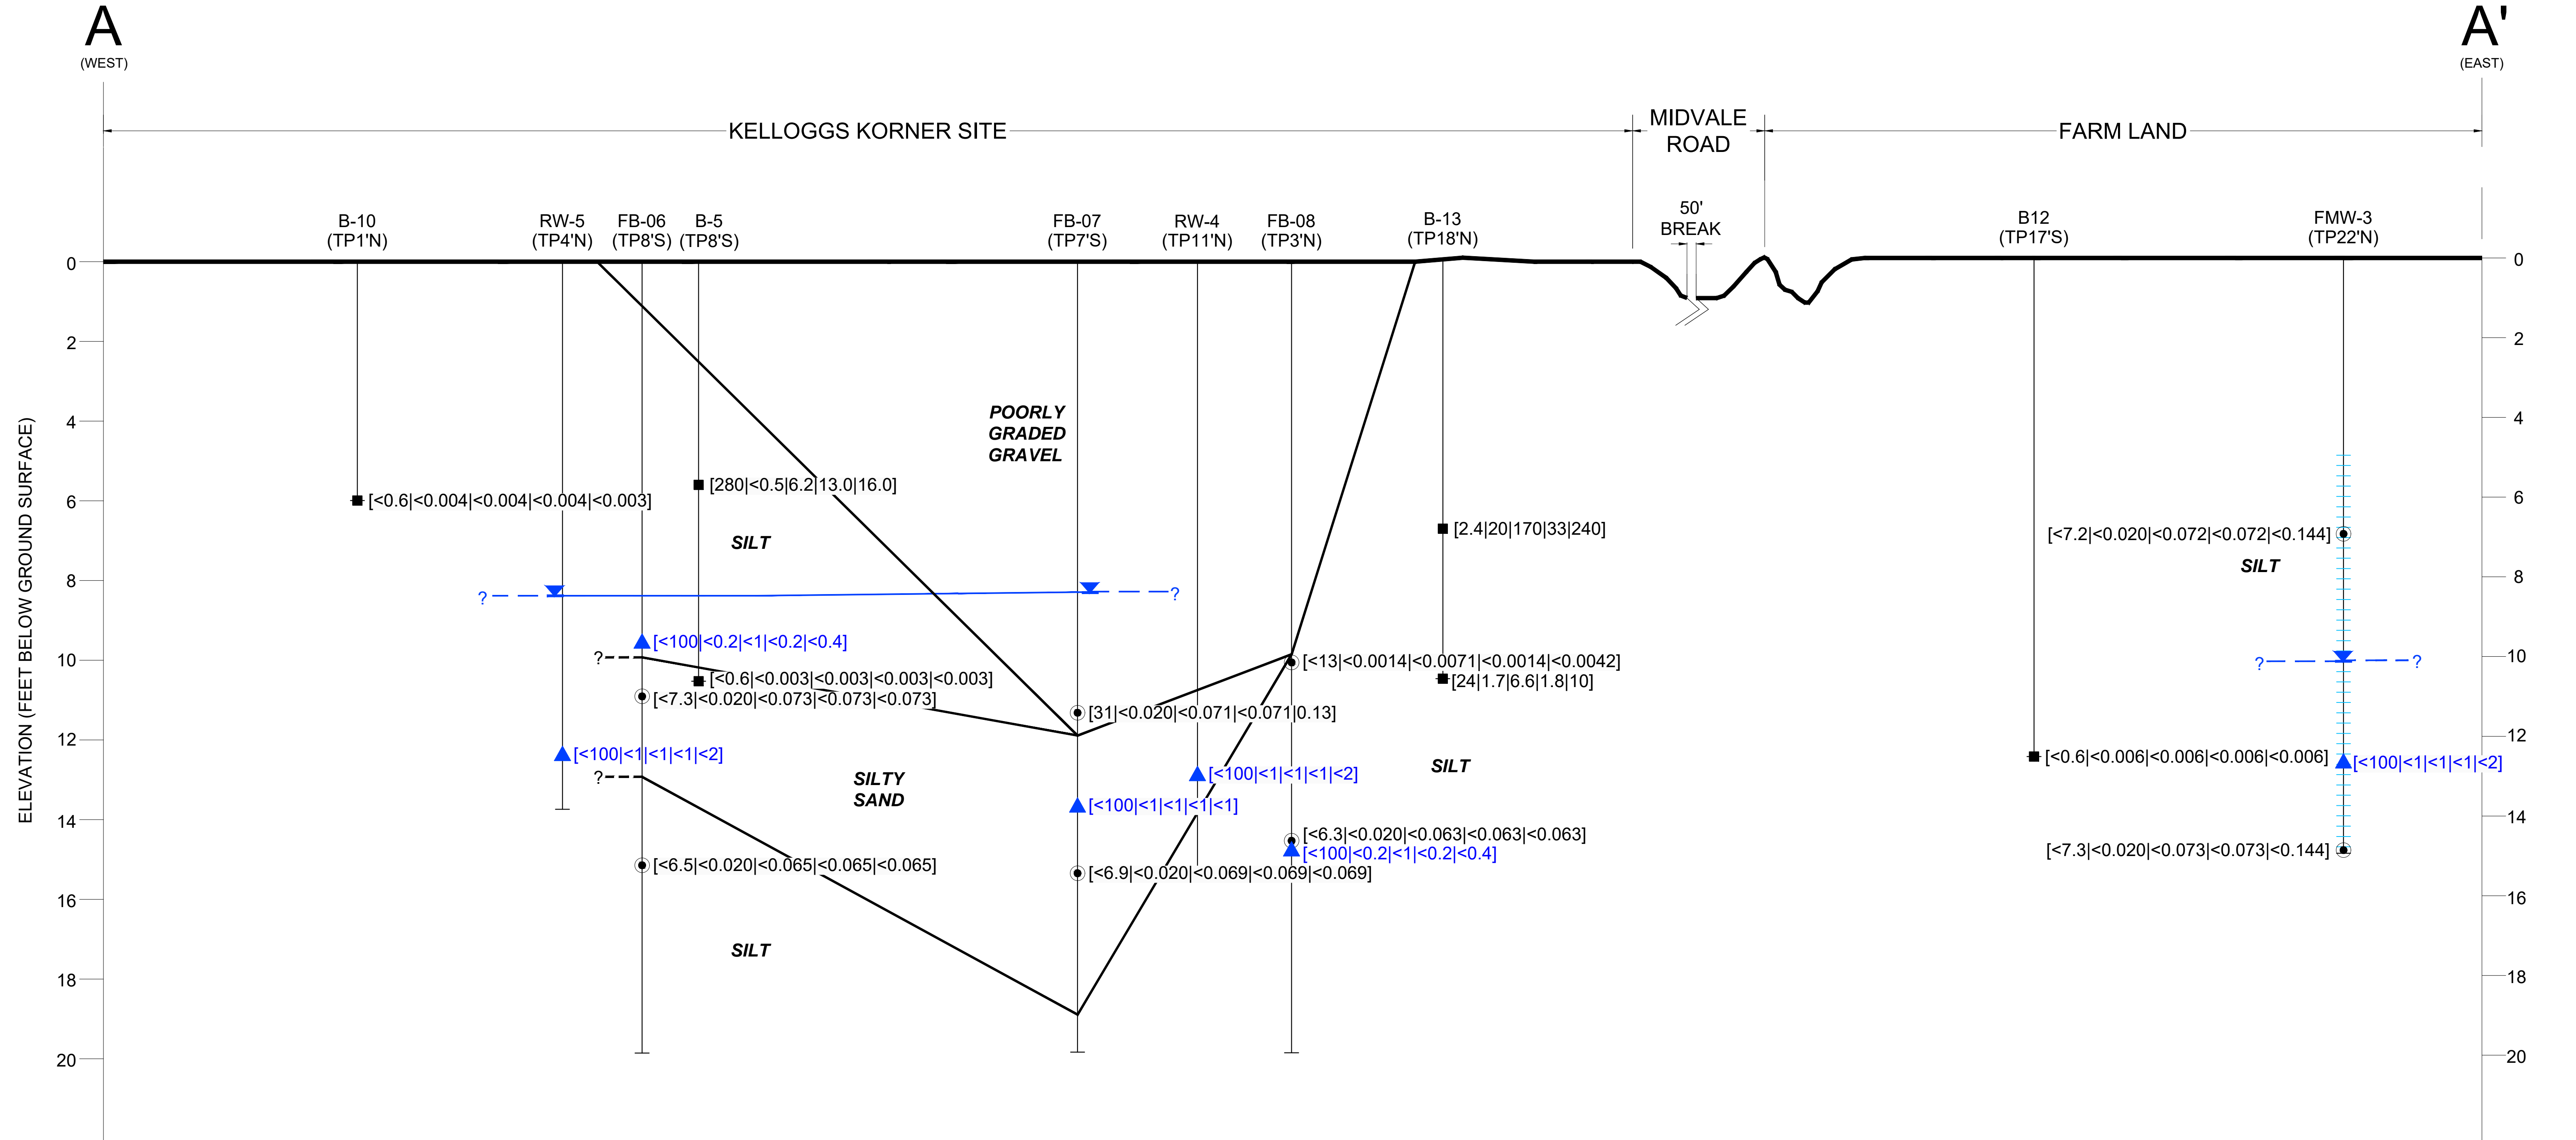 A
(WEST)
A'
(EAST)
KELLOGGS KORNER SITE
MIDVALE
ROAD
FARM LAND
50'
BREAK
B-10
(TP1'N)
RW-5
(TP4'N)
FB-06
(TP8'S)
B-5
(TP8'S)
FB-07
(TP7'S)
RW-4
(TP11'N)
FB-08
(TP3'N)
B-13
(TP18'N)
B12
(TP17'S)
FMW-3
(TP22'N)
ELEVATION (FEET BELOW GROUND SURFACE)
0
2
4
6
8
10
12
14
16
18
20
POORLY
GRADED
GRAVEL
[280|<0.5|6.2|13.0|16.0]
[<0.6|<0.004|<0.004|<0.004|<0.003]
[2.4|20|170|33|240]
[<7.2|<0.020|<0.072|<0.072|<0.144]
SILT
SILT
?
?
[<100|<0.2|<1|<0.2|<0.4]
?
[<13|<0.0014|<0.0071|<0.0014|<0.0042]
?
?
[<0.6|<0.003|<0.003|<0.003|<0.003]
[24|1.7|6.6|1.8|10]
[<7.3|<0.020|<0.073|<0.073|<0.073]
[31|<0.020|<0.071|<0.071|0.13]
[<100|<1|<1|<1|<2]
[<0.6|<0.006|<0.006|<0.006|<0.006]
[<100|<1|<1|<1|<2]
SILT
?
SILTY
SAND
[<100|<1|<1|<1|<2]
[<100|<1|<1|<1|<1]
[<6.3|<0.020|<0.063|<0.063|<0.063]
[<100|<0.2|<1|<0.2|<0.4]
[<7.3|<0.020|<0.073|<0.073|<0.144]
[<6.5|<0.020|<0.065|<0.065|<0.065]
[<6.9|<0.020|<0.069|<0.069|<0.069]
SILT
0
2
4
6
8
10
12
14
16
18
20